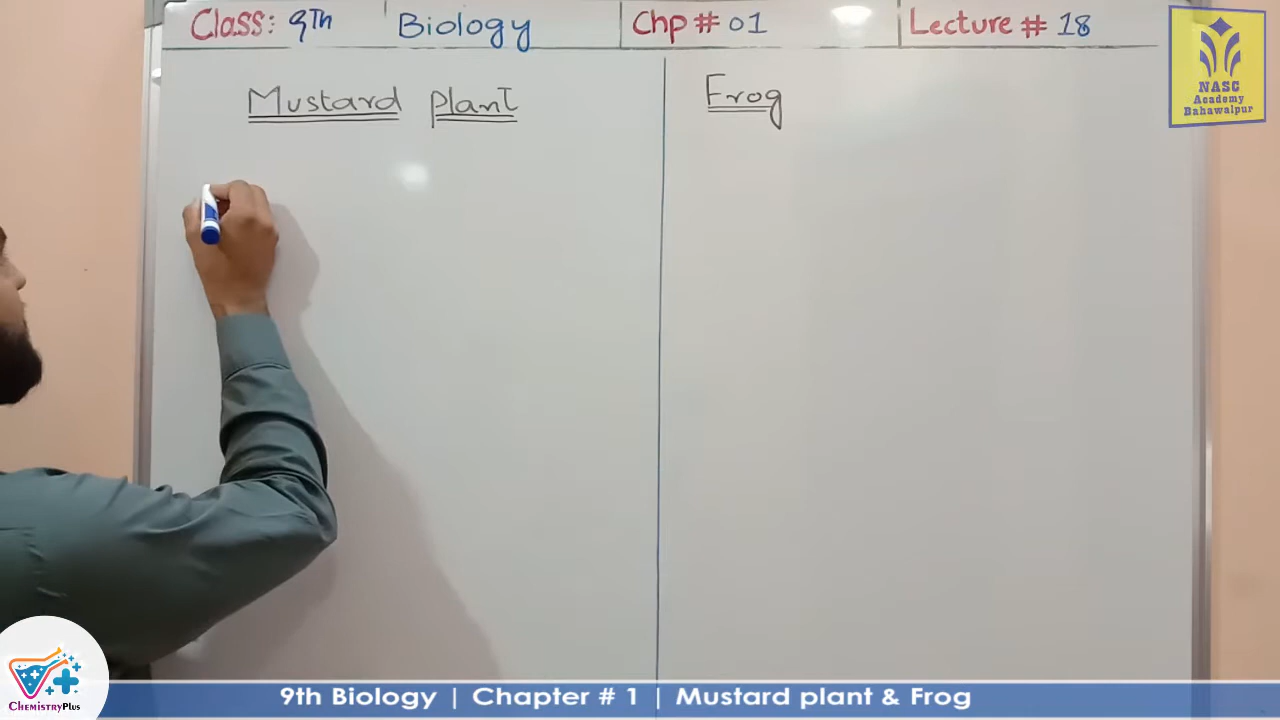 Class: 9Th Biology Chp # 01 Lecture # 18
Mustard plant
Frog
NASC
Academy
Bahawalpur
ChemistryPlus
9th Biology | Chapter # 1 | Mustard plant & Frog